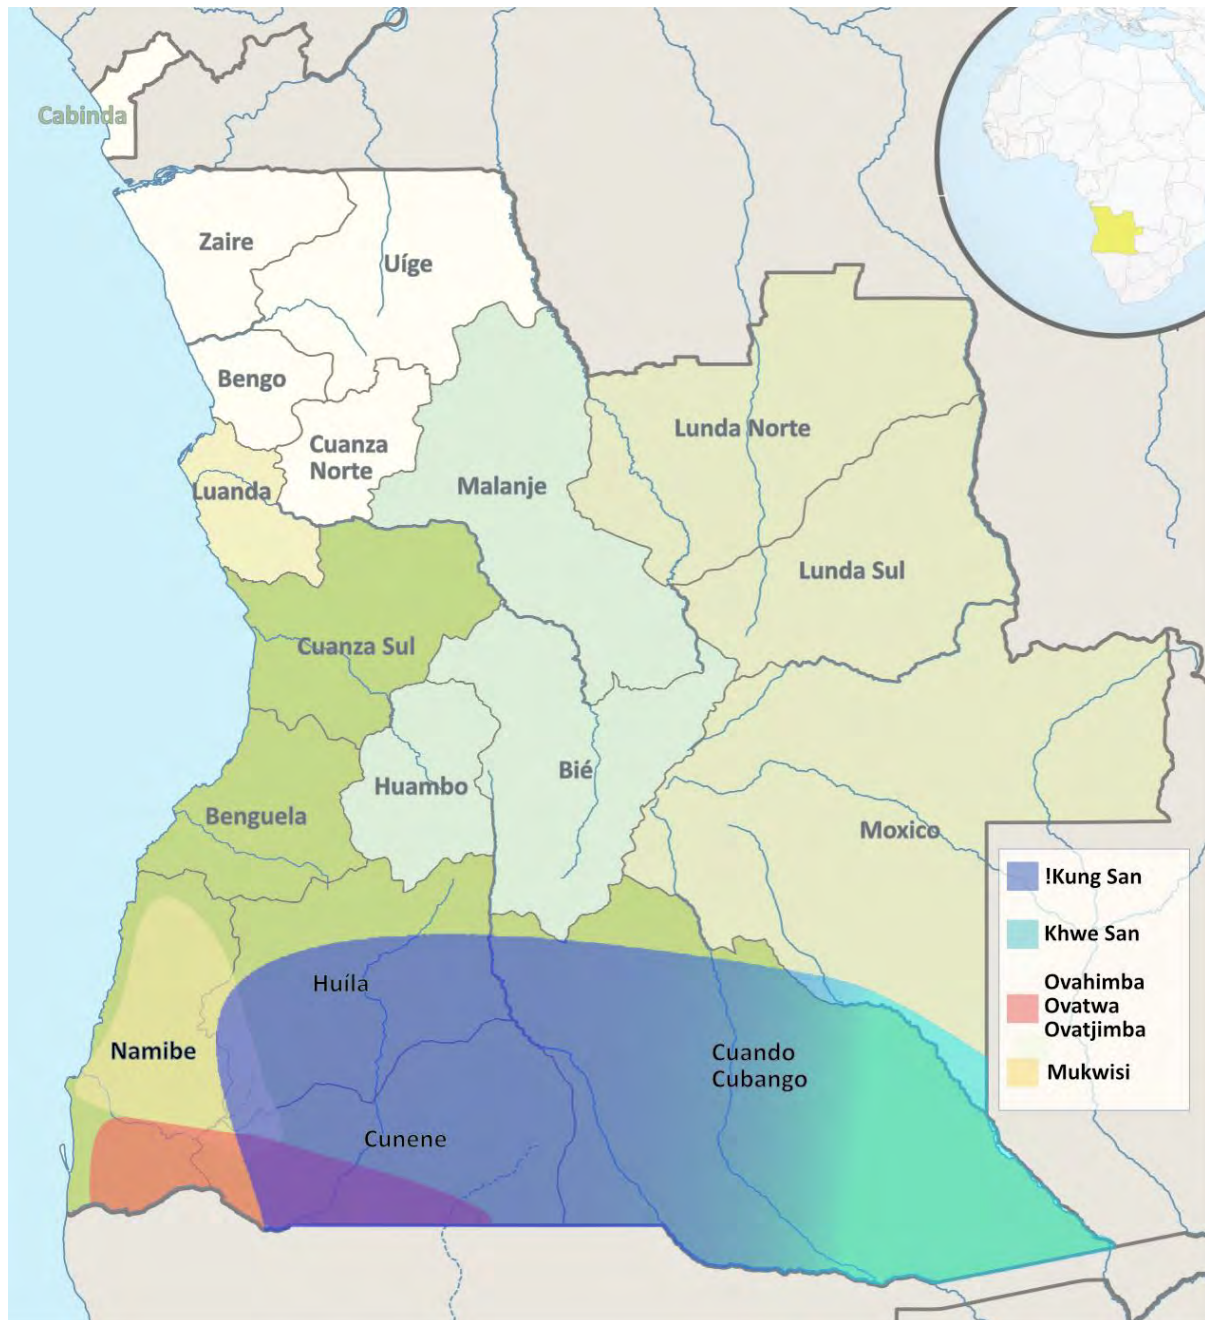 Cabinda
Zaire
Uíge
Bengo
Cuanza
Norte
Luanda
Malanje
Lunda Norte
Lunda Sul
Cuanza Sul
Benguela
Huambo
Bié
Moxico
!Kung San
Khwe San
Ovahimba
Ovatwa
Ovatjimba
Mukwisi
Huíla
Namibe
Cuando
Cubango
Cunene